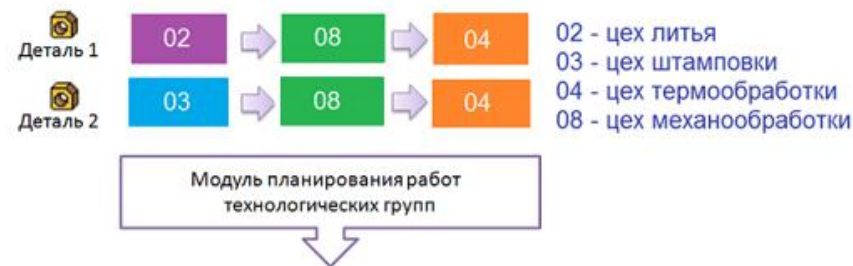 Деталь 1 02 08 04
Деталь 2 03 08 04
02 - цех литья
03 - цех штамповки
04 - цех термообработки
08 - цех механообработки
Модуль планирования работ
технологических групп